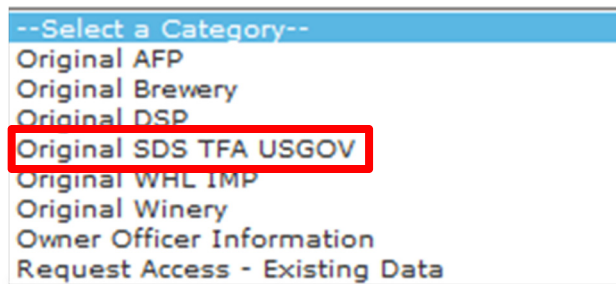 --Select a Category--
Original AFP
Original Brewery
Original DSP
Original SDS TFA USGOV
Original WHL IMP
Original Winery
Owner Officer Information
Request Access - Existing Data